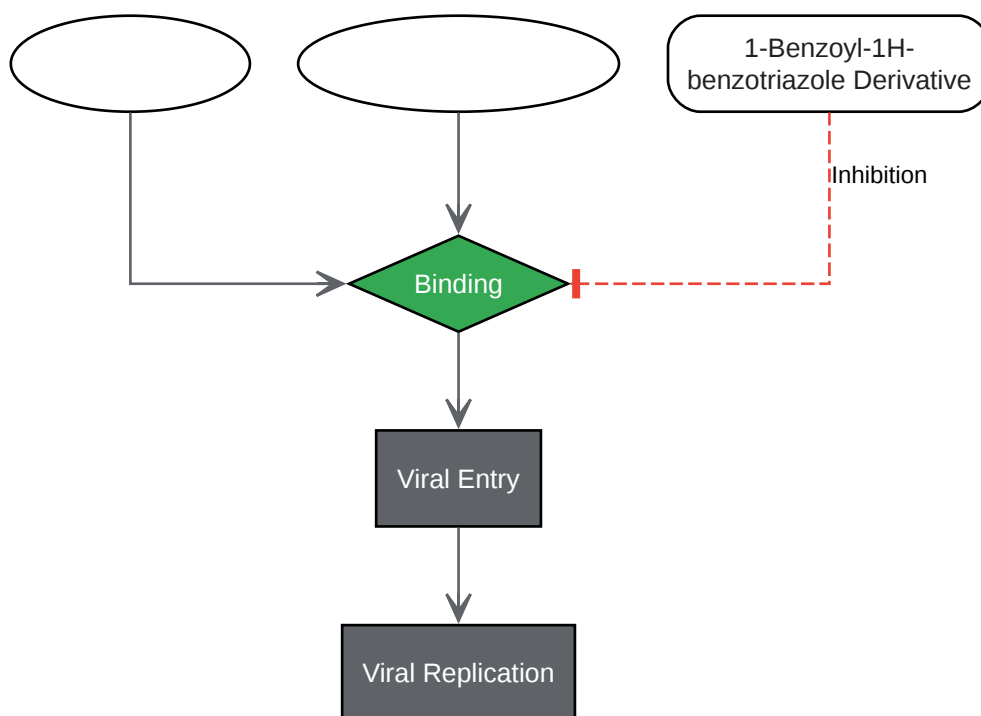 1-Benzoyl-1H-
benzotriazole Derivative
Inhibition
Binding
Viral Entry
Viral Replication